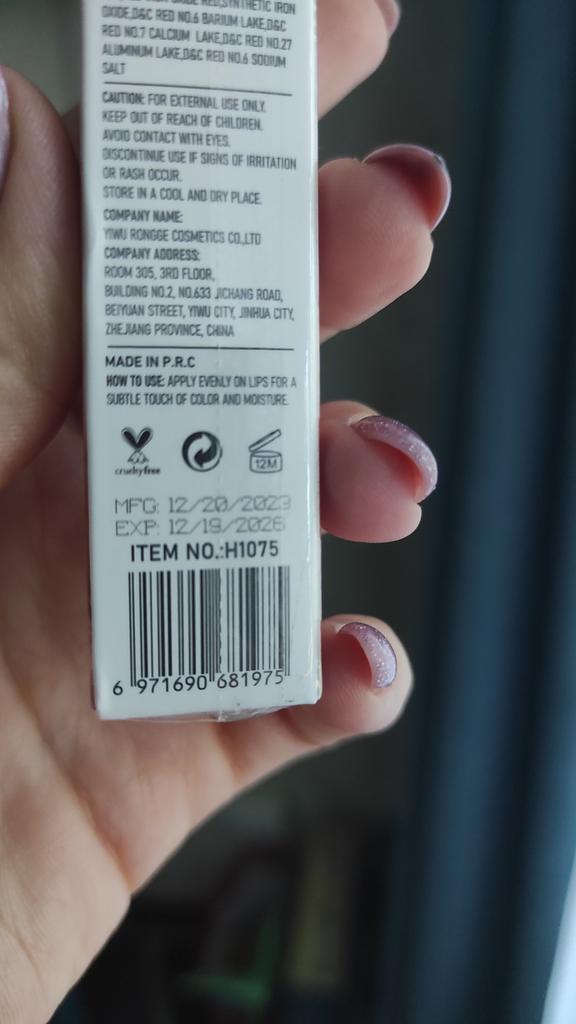 OXIDE RED,SYNTHETIC IRON
OXIDE,D&C RED NO.6 BARIUM LAKE,D&C
RED NO.7 CALCIUM LAKE,D&C RED NO.27
ALUMINUM LAKE,D&C RED NO.6 SODIUM
SALT
CAUTION: FOR EXTERNAL USE ONLY.
KEEP OUT OF REACH OF CHILDREN.
AVOID CONTACT WITH EYES.
DISCONTINUE USE IF SIGNS OF IRRITATION
OR RASH OCCUR.
STORE IN A COOL AND DRY PLACE.
COMPANY NAME:
YIWU RONGGE COSMETICS CO.,LTD
COMPANY ADDRESS:
ROOM 305, 3RD FLOOR,
BUILDING NO.2, NO.633 JICHANG ROAD,
BEIYUAN STREET, YIWU CITY, JINHUA CITY,
ZHEJIANG PROVINCE, CHINA
MADE IN P.R.C
HOW TO USE: APPLY EVENLY ON LIPS FOR A
SUBTLE TOUCH OF COLOR AND MOISTURE.
crueltyfree
12M
MFG: 12/20/2023
EXP: 12/19/2026
ITEM NO.:H1075
6 971690 681975